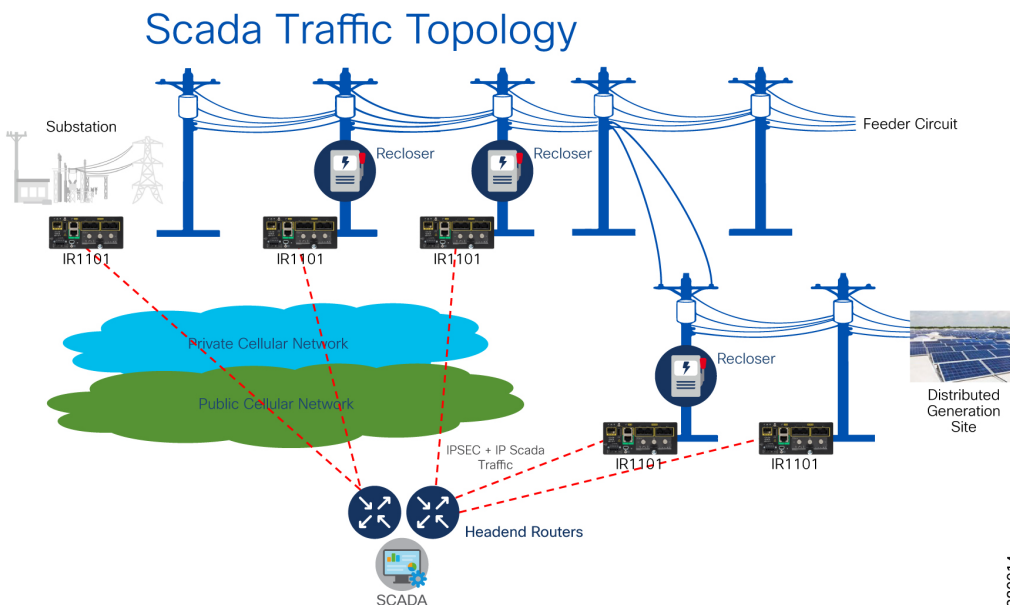 Scada Traffic Topology
Substation
Recloser
Recloser
Feeder Circuit
IR1101
IR1101
IR1101
Private Cellular Network
Public Cellular Network
Recloser
Distributed
Generation
Site
IPSEC + IP Scada
Traffic
IR1101
IR1101
Headend Routers
SCADA